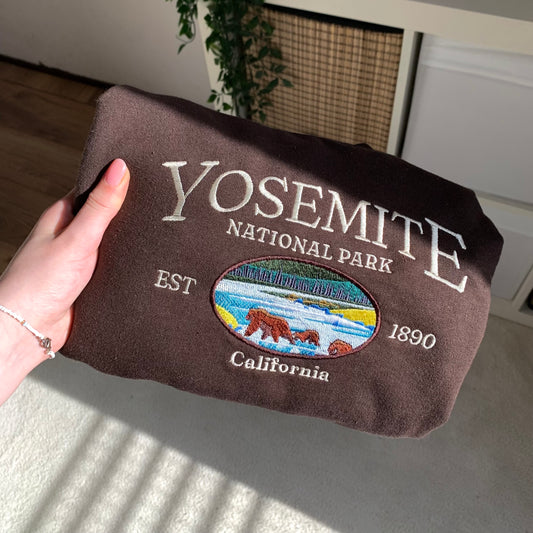 YOSEMITE
NATIONAL PARK
EST 1890
California